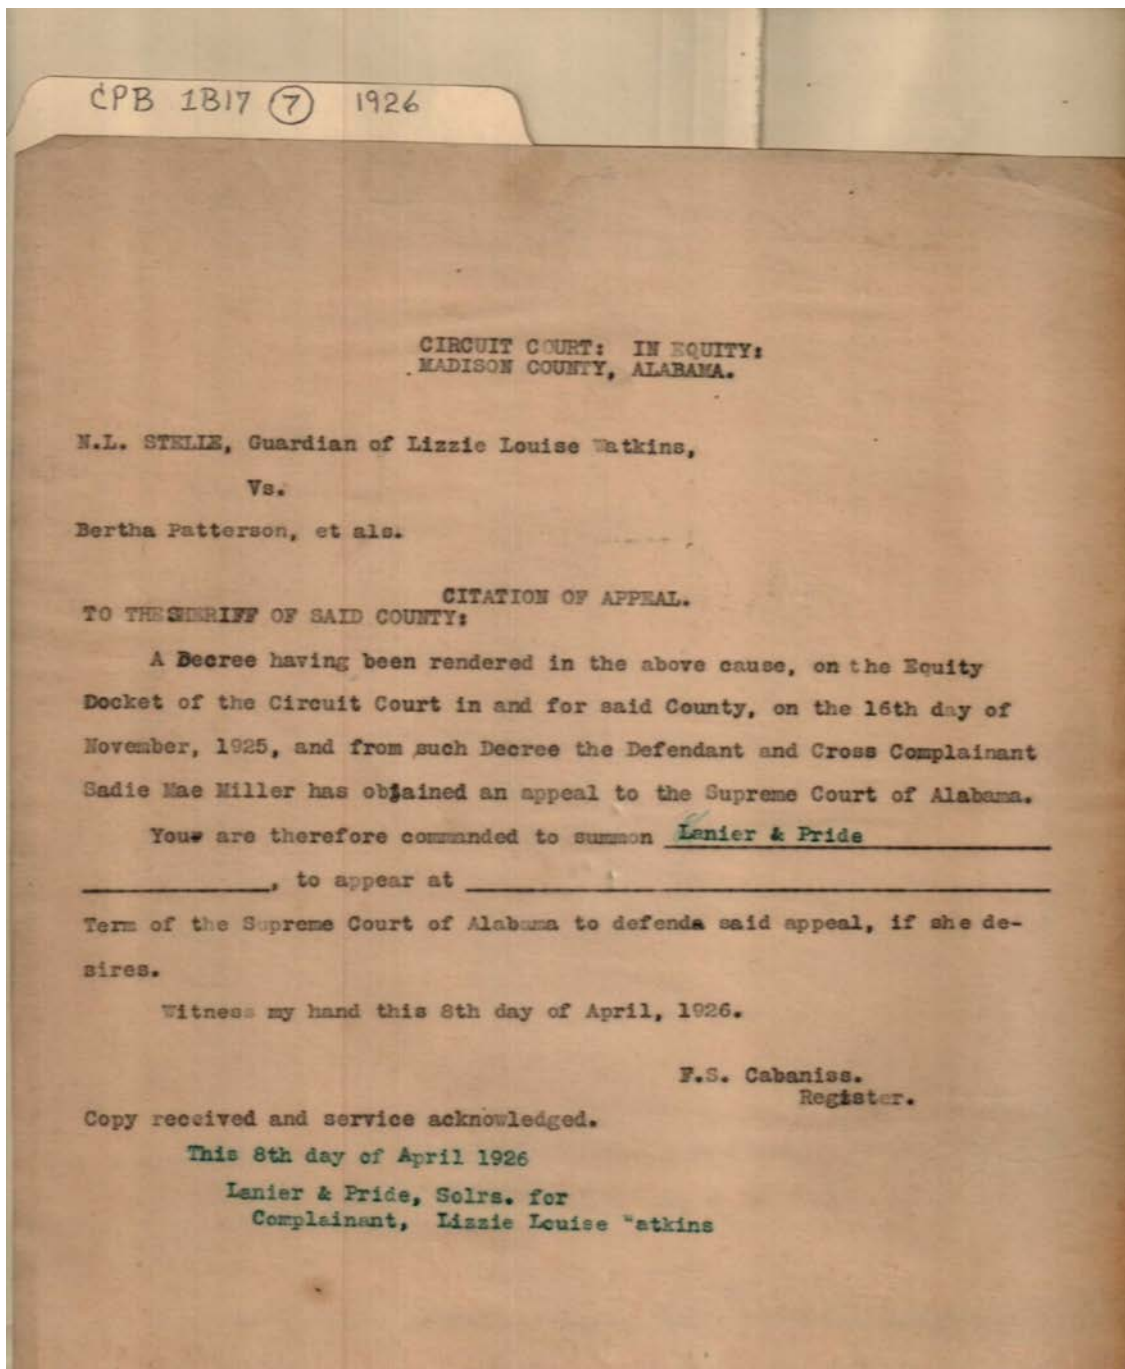 CPB 1B17 (7) 1926
CIRCUIT COURT: IN EQUITY:
MADISON COUNTY, ALABAMA.
N.L. STELLE, Guardian of Lizzie Louise Watkins,
Vs.
Bertha Patterson, et als.
CITATION OF APPEAL.
TO THE SHERIFF OF SAID COUNTY:
A Decree having been rendered in the above cause, on the Equity
Docket of the Circuit Court in and for said County, on the 16th day of
November, 1925, and from such Decree the Defendant and Cross Complainant
Sadie Mae Miller has obtained an appeal to the Supreme Court of Alabama.
You are therefore commanded to summon Lanier & Pride
____________, to appear at ____________
Term of the Supreme Court of Alabama to defend said appeal, if she de-
sires.
Witness my hand this 8th day of April, 1926.
F.S. Cabaniss.
Register.
Copy received and service acknowledged.
This 8th day of April 1926
Lanier & Pride, Solrs. for
Complainant, Lizzie Louise Watkins